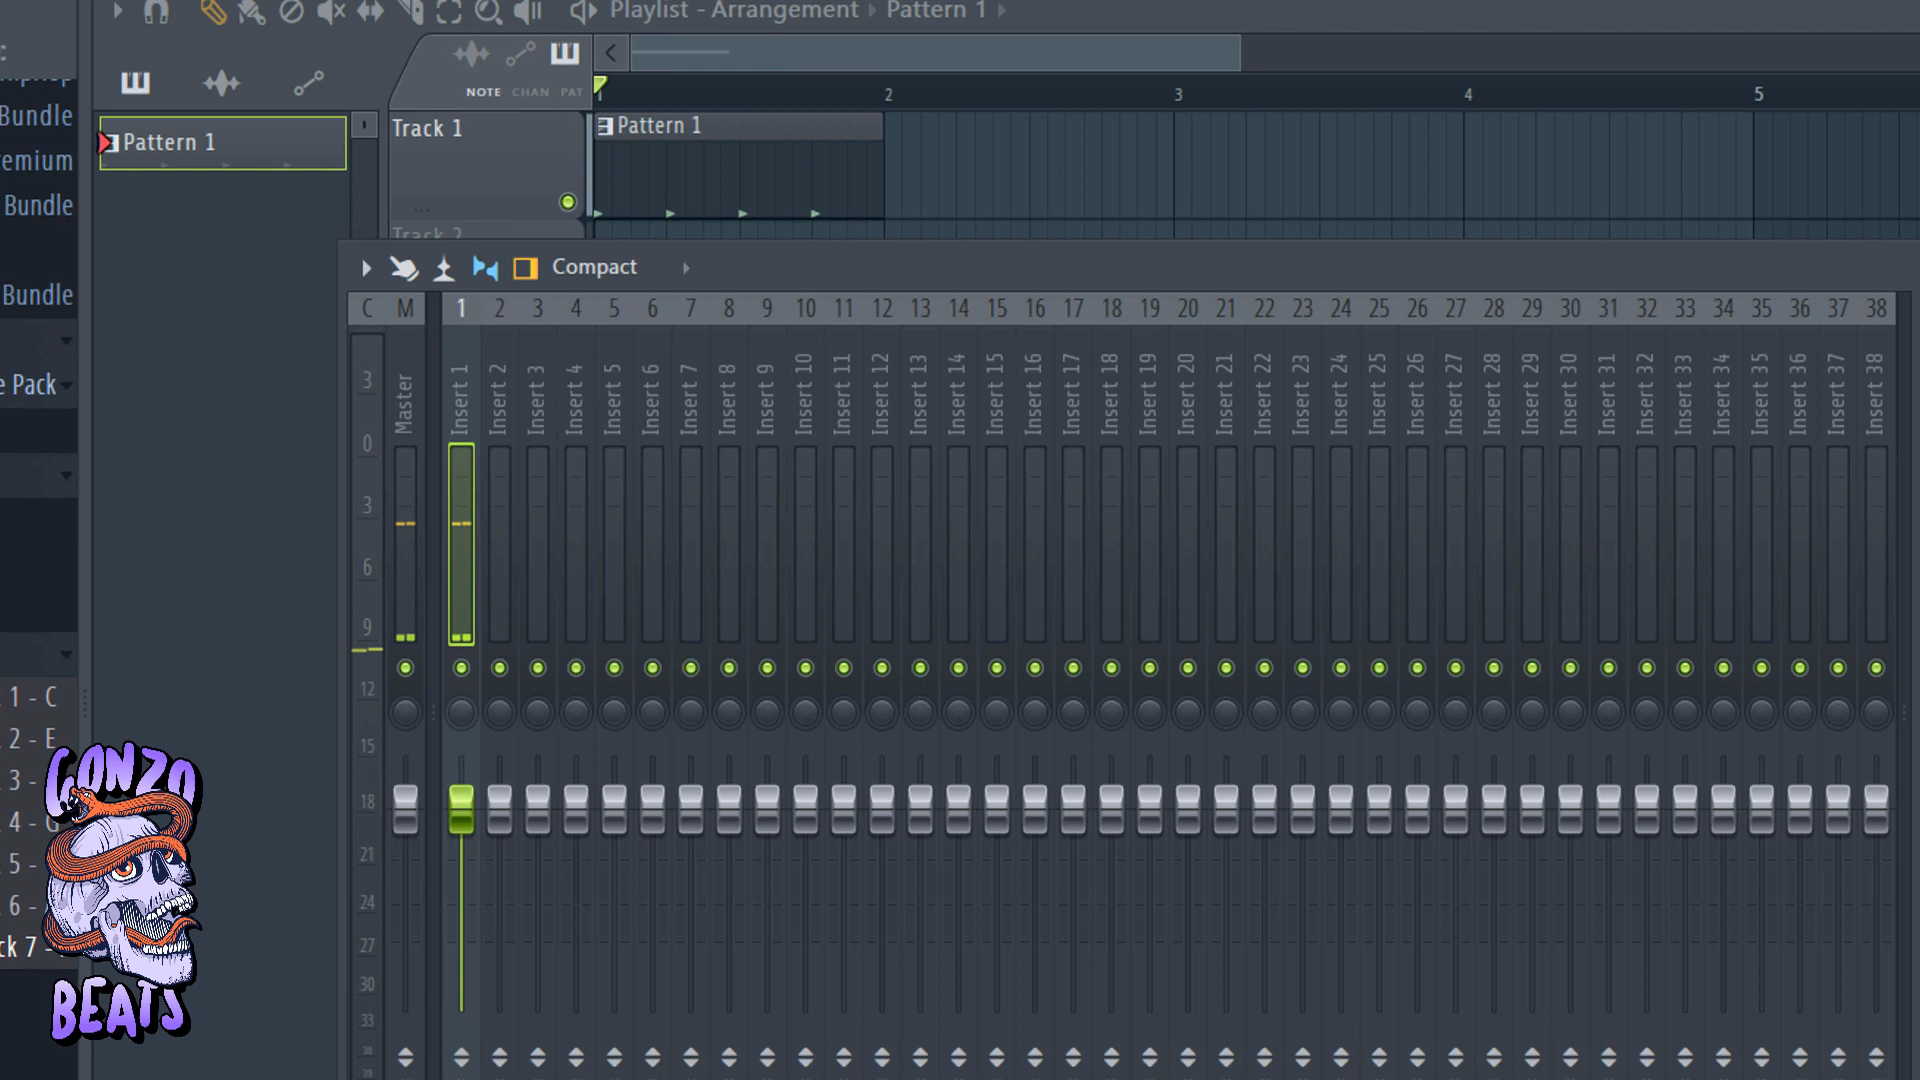 Playlist - Arrangement › Pattern 1 ›
Bundle
NOTE CHAN PAT
1 2 3 4 5
Pattern 1
Track 1
Pattern 1
emium
Bundle
Track 2
Compact
Bundle
C M 1 2 3 4 5 6 7 8 9 10 11 12 13 14 15 16 17 18 19 20 21 22 23 24 25 26 27 28 29 30 31 32 33 34 35 36 37 38
e Pack
Master Insert 1 Insert 2 Insert 3 Insert 4 Insert 5 Insert 6 Insert 7 Insert 8 Insert 9 Insert 10 Insert 11 Insert 12 Insert 13 Insert 14 Insert 15 Insert 16 Insert 17 Insert 18 Insert 19 Insert 20 Insert 21 Insert 22 Insert 23 Insert 24 Insert 25 Insert 26 Insert 27 Insert 28 Insert 29 Insert 30 Insert 31 Insert 32 Insert 33 Insert 34 Insert 35 Insert 36 Insert 37 Insert 38
3
0
3
6
9
12
15
18
21
24
27
30
33
1 - C
2 - E
3 -
4 - G
5 -
6 -
ck 7 -
GONZO
BEATS